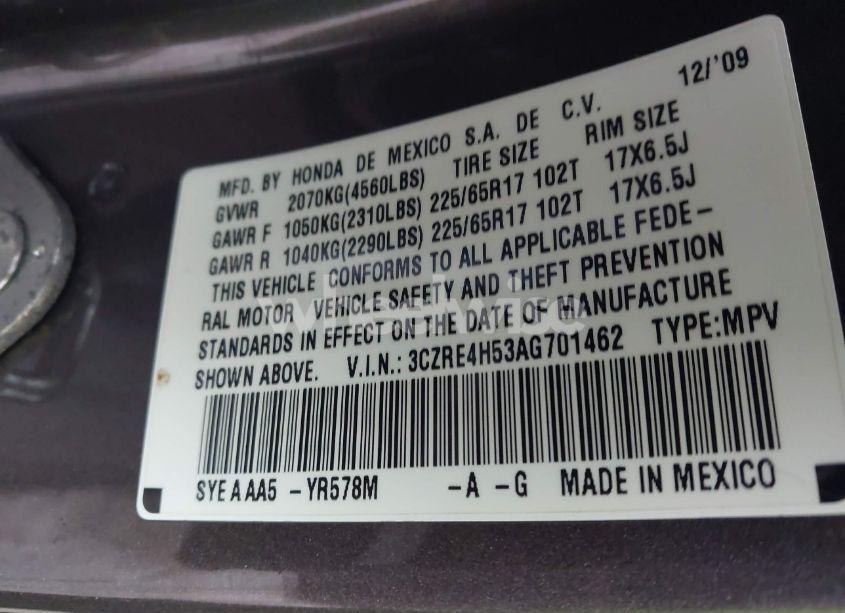 12/'09
MFD. BY HONDA DE MEXICO S.A. DE C.V.
GVWR 2070KG(4560LBS) TIRE SIZE RIM SIZE
GAWR F 1050KG(2310LBS) 225/65R17 102T 17X6.5J
GAWR R 1040KG(2290LBS) 225/65R17 102T 17X6.5J
THIS VEHICLE CONFORMS TO ALL APPLICABLE FEDE-
RAL MOTOR VEHICLE SAFETY AND THEFT PREVENTION
STANDARDS IN EFFECT ON THE DATE OF MANUFACTURE
SHOWN ABOVE. V.I.N.: 3CZRE4H53AG701462 TYPE:MPV
SYE A AA5 -YR578M -A -G MADE IN MEXICO